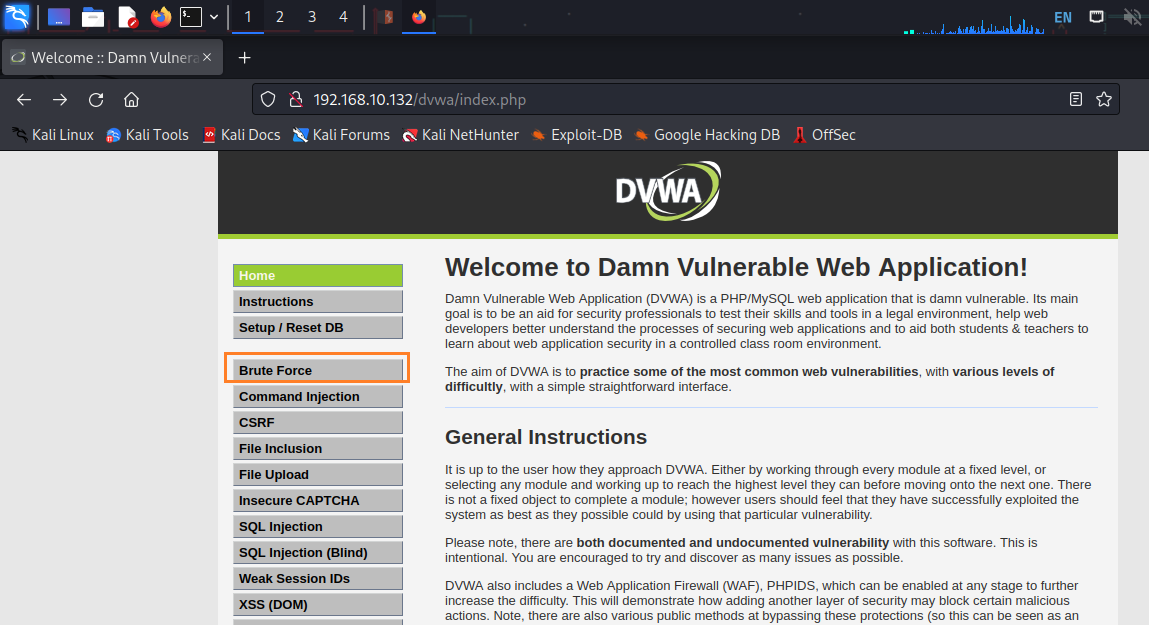 1 2 3 4 EN
Welcome :: Damn Vulnera
192.168.10.132/dvwa/index.php
Kali Linux Kali Tools Kali Docs Kali Forums Kali NetHunter Exploit-DB Google Hacking DB OffSec
DVWA
Home
Instructions
Setup / Reset DB
Brute Force
Command Injection
CSRF
File Inclusion
File Upload
Insecure CAPTCHA
SQL Injection
SQL Injection (Blind)
Weak Session IDs
XSS (DOM)
Welcome to Damn Vulnerable Web Application!
Damn Vulnerable Web Application (DVWA) is a PHP/MySQL web application that is damn vulnerable. Its main
goal is to be an aid for security professionals to test their skills and tools in a legal environment, help web
developers better understand the processes of securing web applications and to aid both students & teachers to
learn about web application security in a controlled class room environment.
The aim of DVWA is to practice some of the most common web vulnerabilities, with various levels of
difficultly, with a simple straightforward interface.
General Instructions
It is up to the user how they approach DVWA. Either by working through every module at a fixed level, or
selecting any module and working up to reach the highest level they can before moving onto the next one. There
is not a fixed object to complete a module; however users should feel that they have successfully exploited the
system as best as they possible could by using that particular vulnerability.
Please note, there are both documented and undocumented vulnerability with this software. This is
intentional. You are encouraged to try and discover as many issues as possible.
DVWA also includes a Web Application Firewall (WAF), PHPIDS, which can be enabled at any stage to further
increase the difficulty. This will demonstrate how adding another layer of security may block certain malicious
actions. Note, there are also various public methods at bypassing these protections (so this can be seen as an